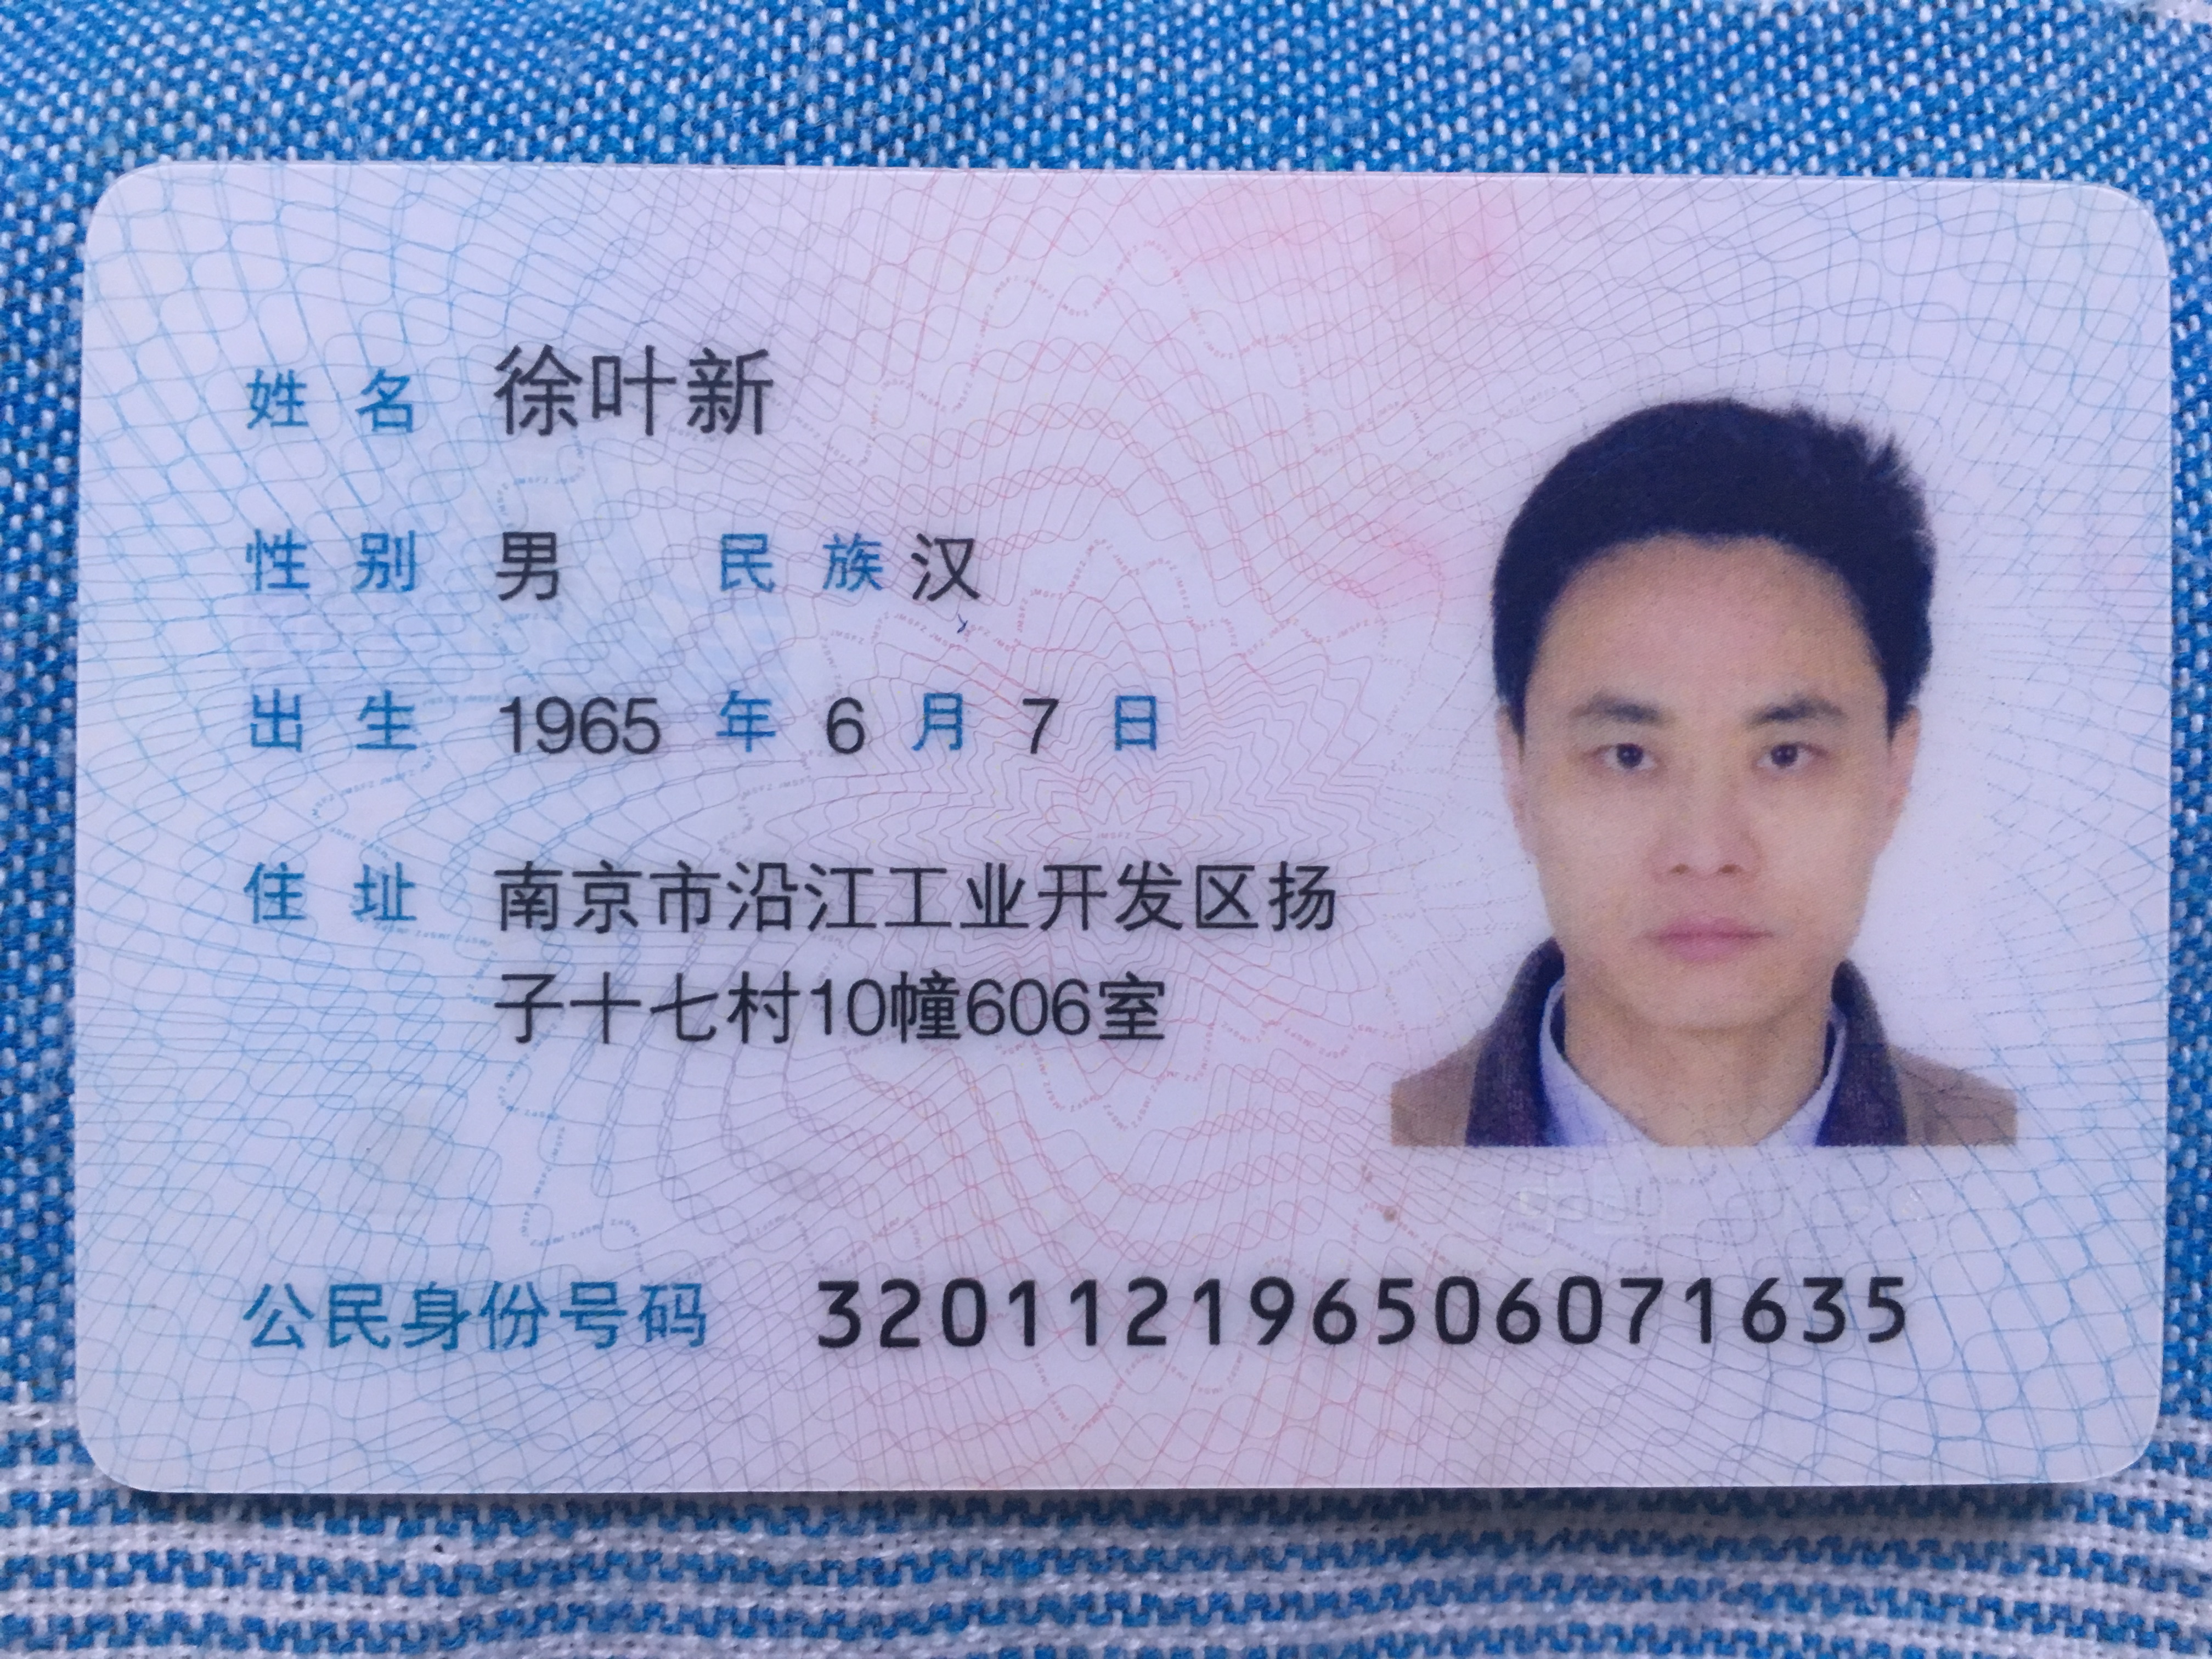 姓名 徐叶新
性别 男 民族 汉
出生 1965 年 6 月 7 日
住址 南京市沿江工业开发区扬
子十七村10幢606室
公民身份号码 320112196506071635